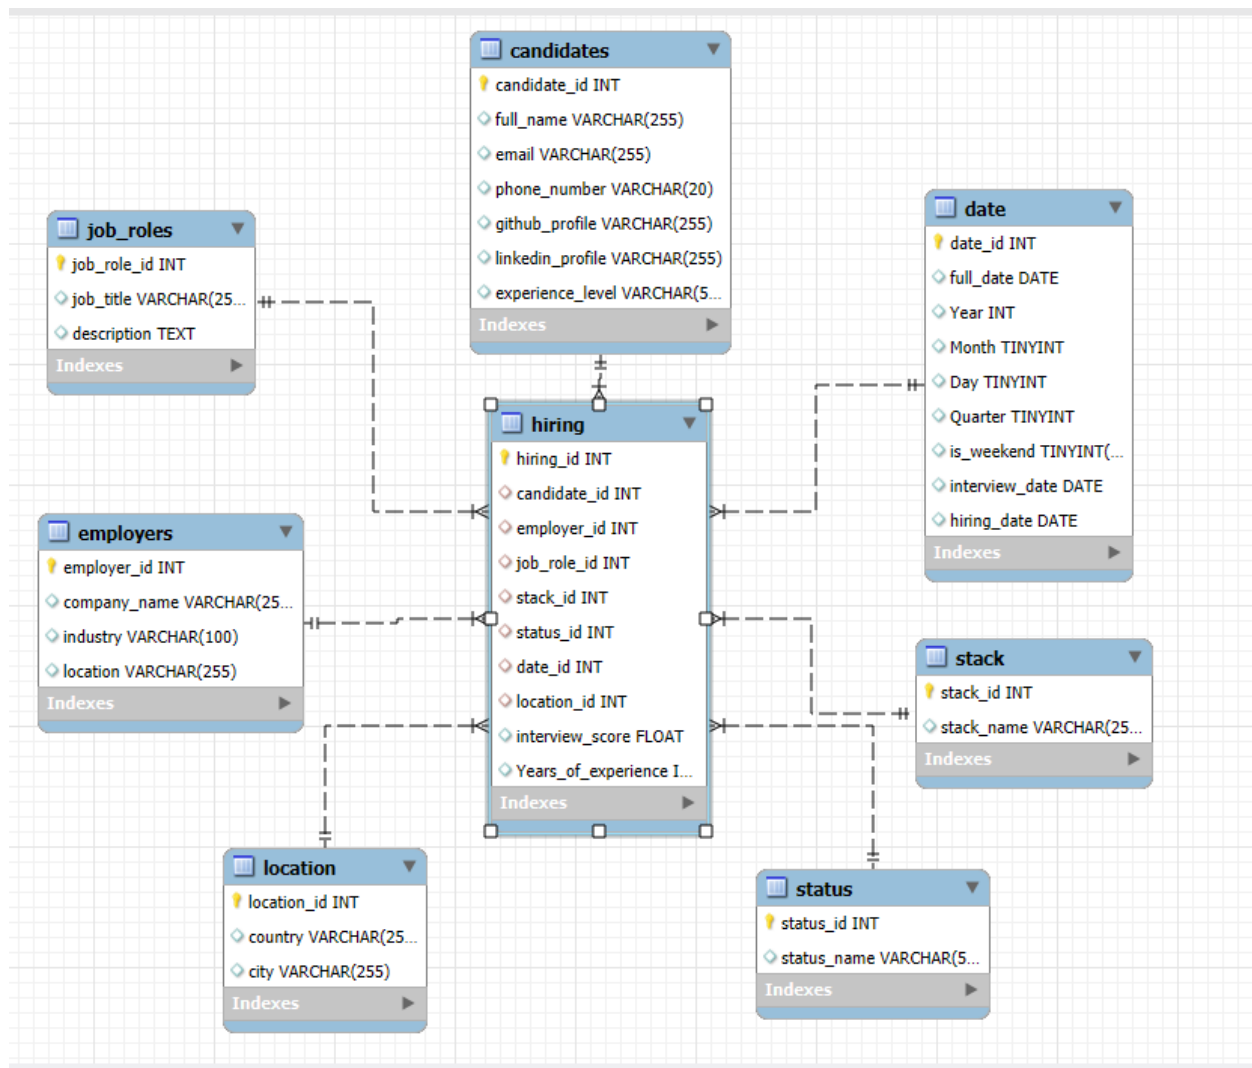 candidates
candidate_id INT
full_name VARCHAR(255)
email VARCHAR(255)
phone_number VARCHAR(20)
github_profile VARCHAR(255)
linkedin_profile VARCHAR(255)
experience_level VARCHAR(5...
Indexes
job_roles
job_role_id INT
job_title VARCHAR(25...
description TEXT
Indexes
date
date_id INT
full_date DATE
Year INT
Month TINYINT
Day TINYINT
Quarter TINYINT
is_weekend TINYINT(...
interview_date DATE
hiring_date DATE
Indexes
hiring
hiring_id INT
candidate_id INT
employer_id INT
job_role_id INT
stack_id INT
status_id INT
date_id INT
location_id INT
interview_score FLOAT
Years_of_experience I...
Indexes
employers
employer_id INT
company_name VARCHAR(25...
industry VARCHAR(100)
location VARCHAR(255)
Indexes
stack
stack_id INT
stack_name VARCHAR(25...
Indexes
location
location_id INT
country VARCHAR(25...
city VARCHAR(255)
Indexes
status
status_id INT
status_name VARCHAR(5...
Indexes